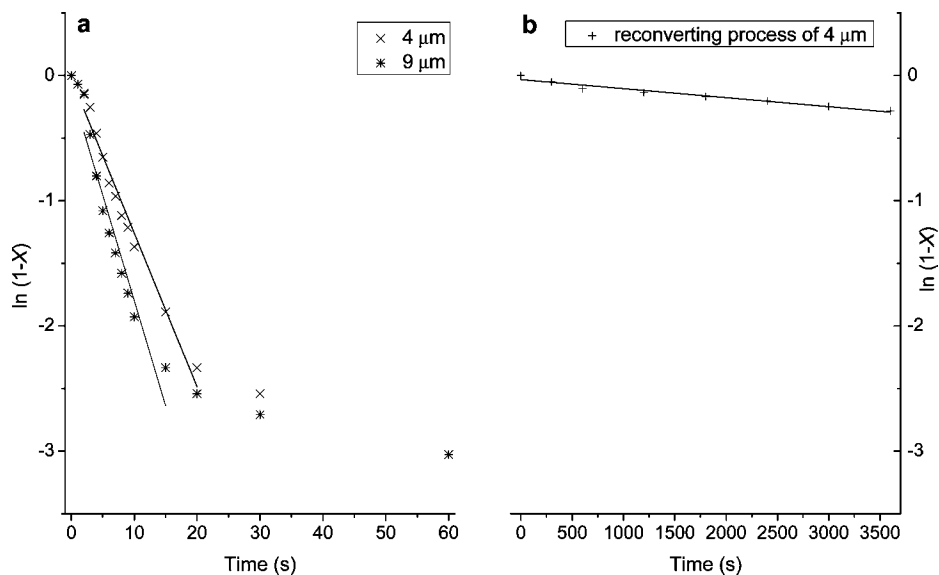 a
× 4 μm
✳ 9 μm
0
-1
-2
-3
ln (1-X)
0 10 20 30 40 50 60
Time (s)
b
+ reconverting process of 4 μm
0
-1
-2
-3
ln (1-X)
0 500 1000 1500 2000 2500 3000 3500
Time (s)